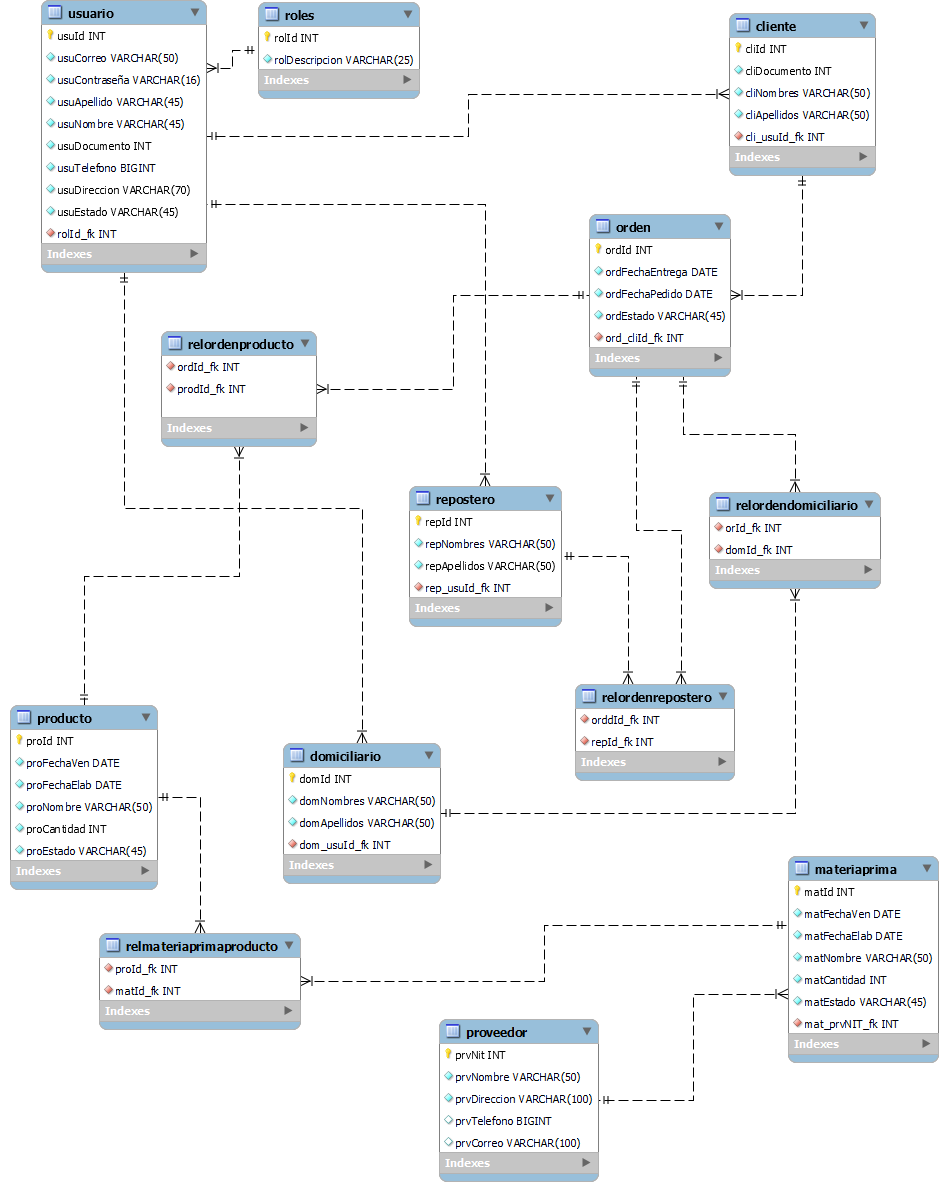 usuario
usuId INT
usuCorreo VARCHAR(50)
usuContraseña VARCHAR(16)
usuApellido VARCHAR(45)
usuNombre VARCHAR(45)
usuDocumento INT
usuTelefono BIGINT
usuDireccion VARCHAR(70)
usuEstado VARCHAR(45)
rolId_fk INT
Indexes
roles
rolId INT
rolDescripcion VARCHAR(25)
Indexes
cliente
cliId INT
cliDocumento INT
cliNombres VARCHAR(50)
cliApellidos VARCHAR(50)
cli_usuId_fk INT
Indexes
orden
ordId INT
ordFechaEntrega DATE
ordFechaPedido DATE
ordEstado VARCHAR(45)
ord_cliId_fk INT
Indexes
relordenproducto
ordId_fk INT
prodId_fk INT
Indexes
repostero
repId INT
repNombres VARCHAR(50)
repApellidos VARCHAR(50)
rep_usuId_fk INT
Indexes
relordendomiciliario
orId_fk INT
domId_fk INT
Indexes
relordenrepostero
orddId_fk INT
repId_fk INT
Indexes
producto
proId INT
proFechaVen DATE
proFechaElab DATE
proNombre VARCHAR(50)
proCantidad INT
proEstado VARCHAR(45)
Indexes
domiciliario
domId INT
domNombres VARCHAR(50)
domApellidos VARCHAR(50)
dom_usuId_fk INT
Indexes
materiaprima
matId INT
matFechaVen DATE
matFechaElab DATE
matNombre VARCHAR(50)
matCantidad INT
matEstado VARCHAR(45)
mat_prvNIT_fk INT
Indexes
relmateriaprimaproducto
proId_fk INT
matId_fk INT
Indexes
proveedor
prvNit INT
prvNombre VARCHAR(50)
prvDireccion VARCHAR(100)
prvTelefono BIGINT
prvCorreo VARCHAR(100)
Indexes